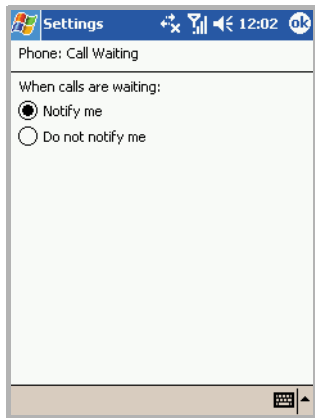 Settings 12:02 ok
Phone: Call Waiting
When calls are waiting:
Notify me
Do not notify me